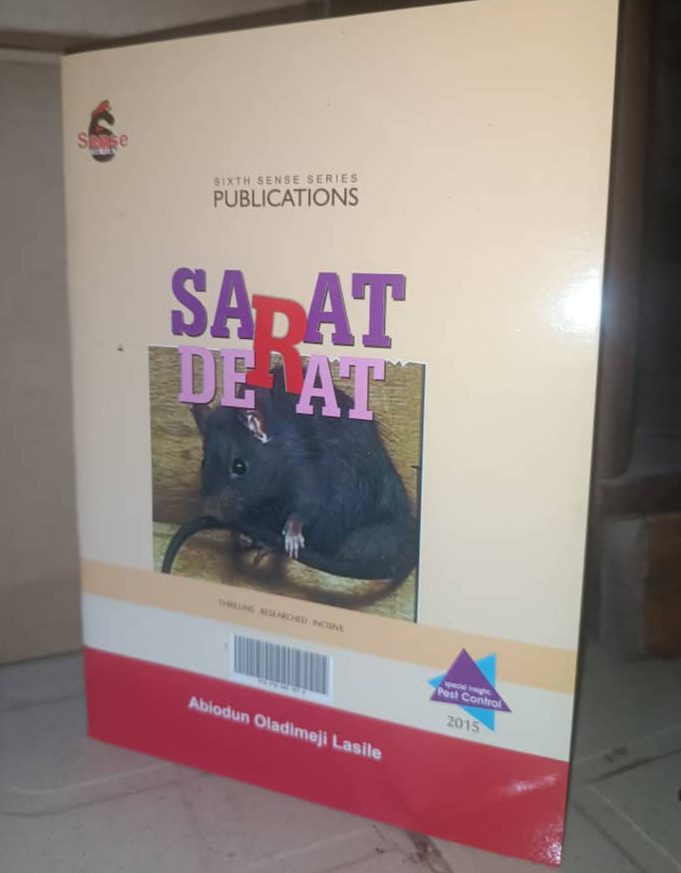 Sense
SIXTH SENSE SERIES
PUBLICATIONS
SARAT
DERAT
THRILLING . RESEARCHED . INCISIVE
special insight:
Pest Control
2015
Abiodun Oladimeji Lasile